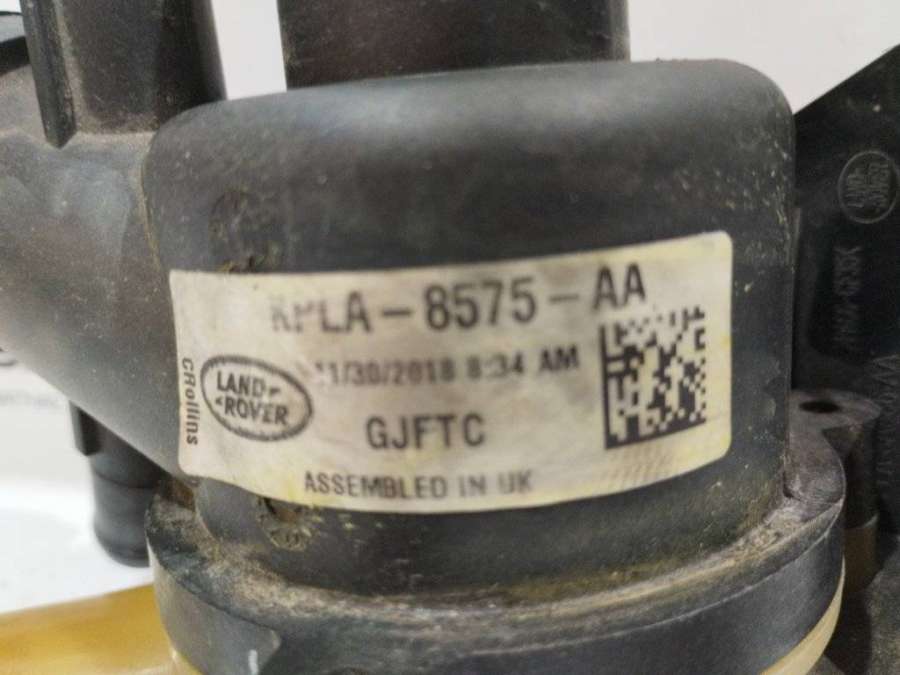 KPLA-8575-AA
11/30/2018 8:34 AM
CRollins
LAND-
ROVER
GJFTC
ASSEMBLED IN UK